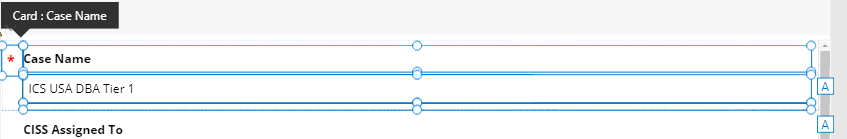 Card : Case Name
* Case Name
ICS USA DBA Tier 1
A
CISS Assigned To
A